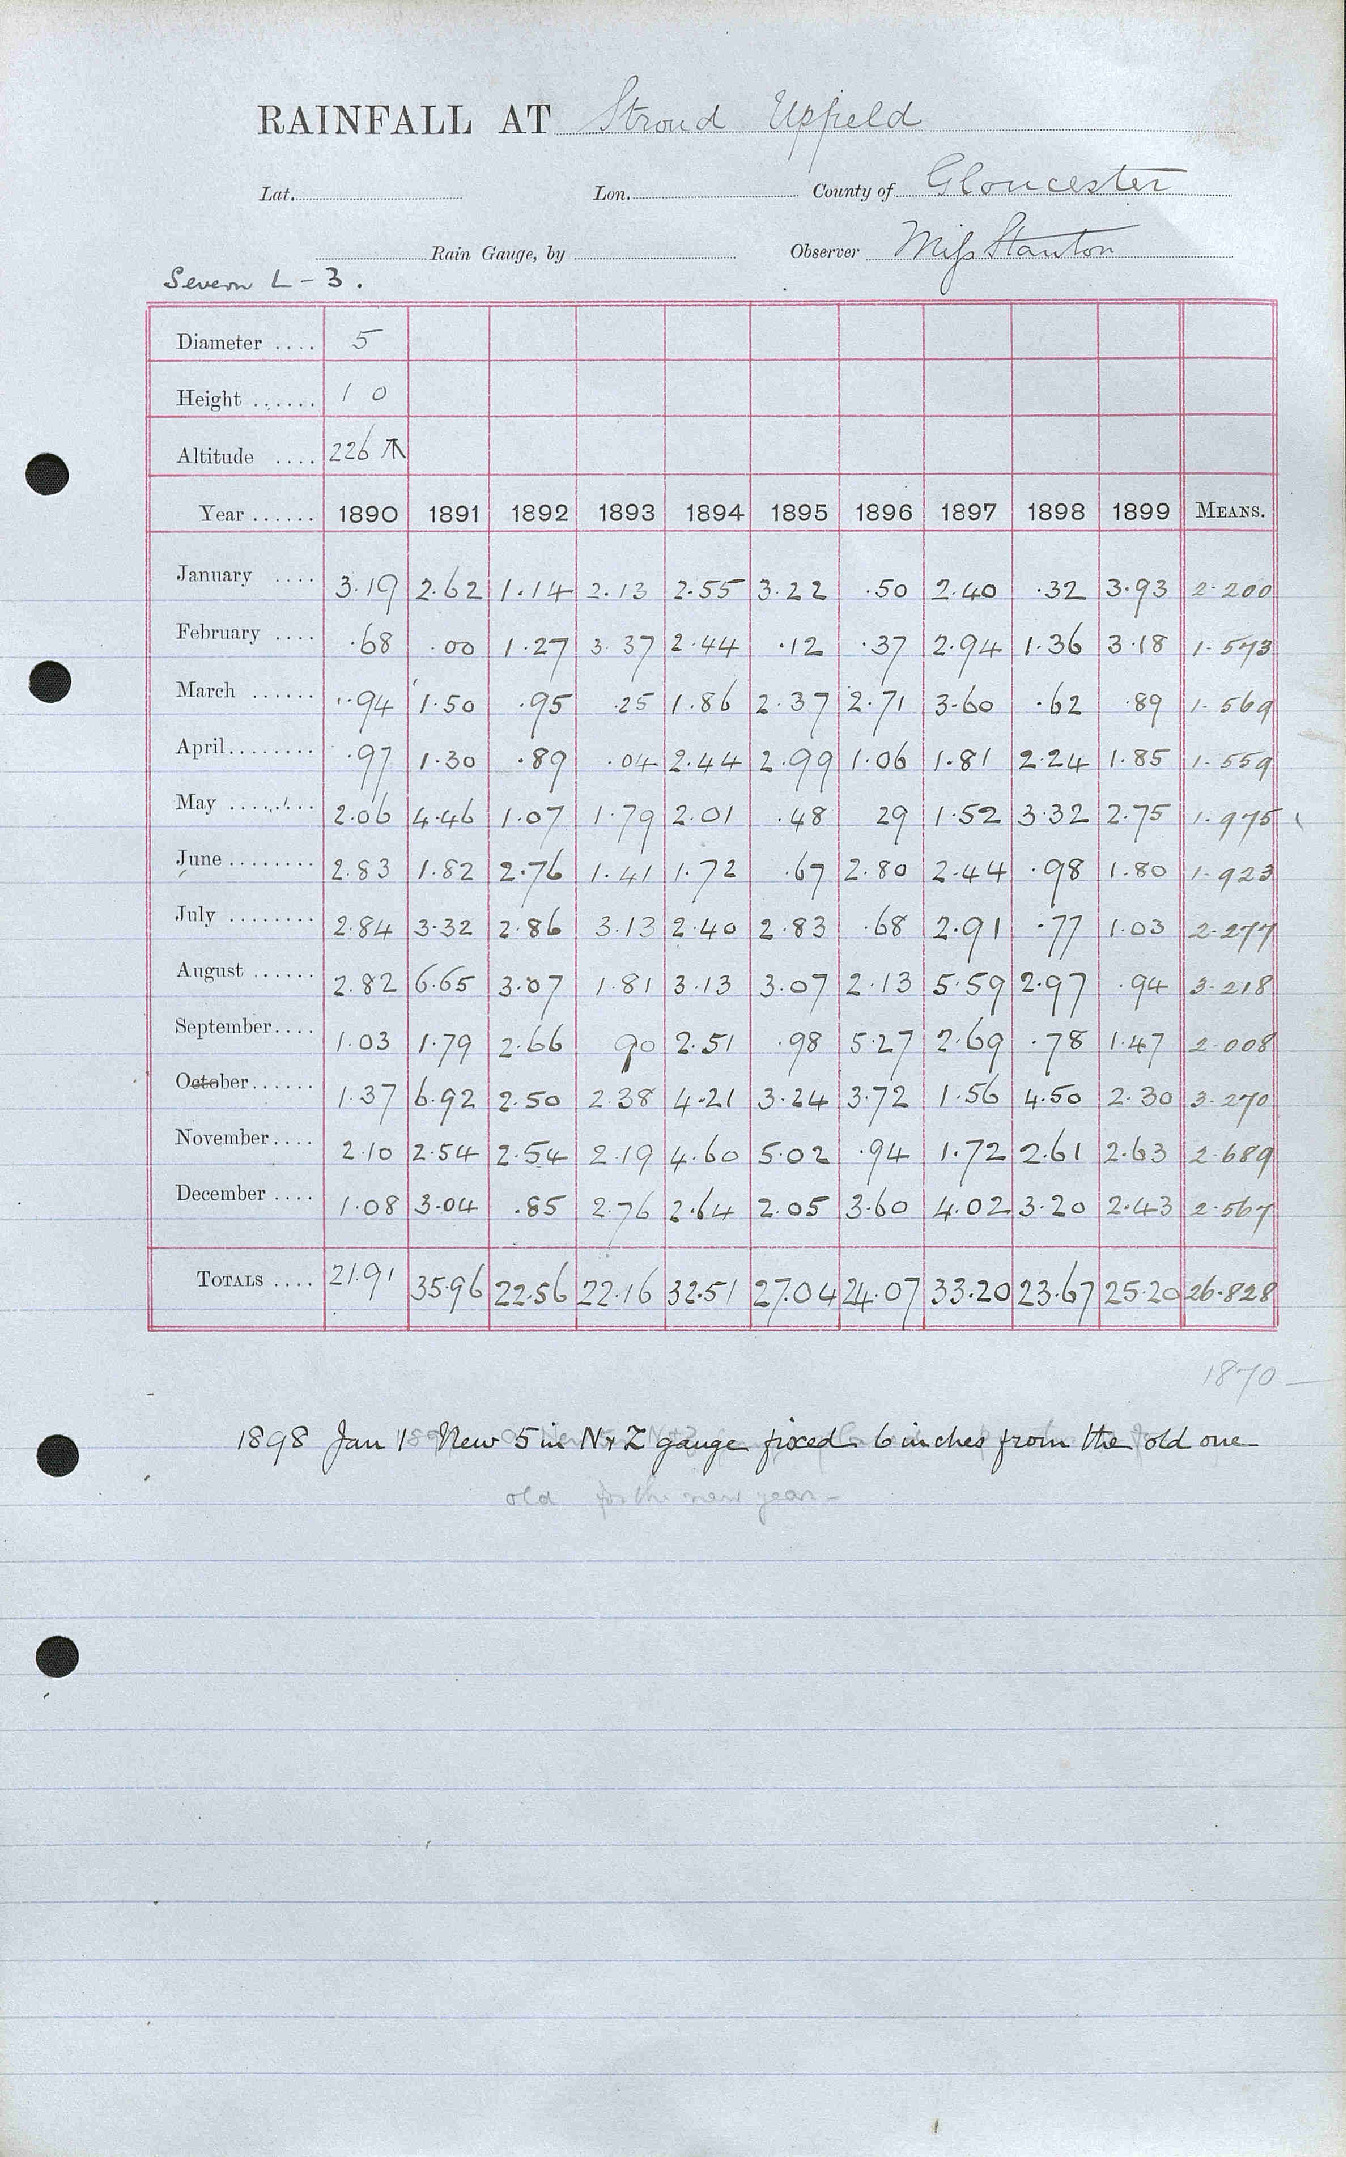 RAINFALL AT Stroud Upfield
Lat. Lon. County of Gloucester
Rain Gauge, by Observer Miss Stanton
Severn L - 3.
Diameter .... 5
Height ...... 1 0
Altitude .... 226
Year ...... 1890 1891 1892 1893 1894 1895 1896 1897 1898 1899 MEANS.
January .... 3.19 2.62 1.14 2.13 2.55 3.22 .50 2.40 .32 3.93 2.200
February .... .68 .00 1.27 3.37 2.44 .12 .37 2.94 1.36 3.18 1.573
March ...... .94 1.50 .95 .25 1.86 2.37 2.71 3.60 .62 .89 1.569
April ........ .97 1.30 .89 .04 2.44 2.99 1.06 1.81 2.24 1.85 1.559
May ........ 2.06 4.46 1.07 1.79 2.01 .48 29 1.52 3.32 2.75 1.975
June ........ 2.83 1.82 2.76 1.41 1.72 .67 2.80 2.44 .98 1.80 1.923
July ........ 2.84 3.32 2.86 3.13 2.40 2.83 .68 2.91 .77 1.03 2.277
August ...... 2.82 6.65 3.07 1.81 3.13 3.07 2.13 5.59 2.97 .94 3.218
September .... 1.03 1.79 2.66 90 2.51 .98 5.27 2.69 .78 1.47 2.008
October ...... 1.37 6.92 2.50 2.38 4.21 3.24 3.72 1.56 4.50 2.30 3.270
November .... 2.10 2.54 2.54 2.19 4.60 5.02 .94 1.72 2.61 2.63 2.689
December .... 1.08 3.04 .85 2.76 2.64 2.05 3.60 4.02 3.20 2.43 2.567
TOTALS .... 21.91 35.96 22.56 22.16 32.51 27.04 24.07 33.20 23.67 25.20 26.828
1870 —
1898 Jan 1 New 5 in N & Z gauge fixed 6 inches from the old one
old for the new year -